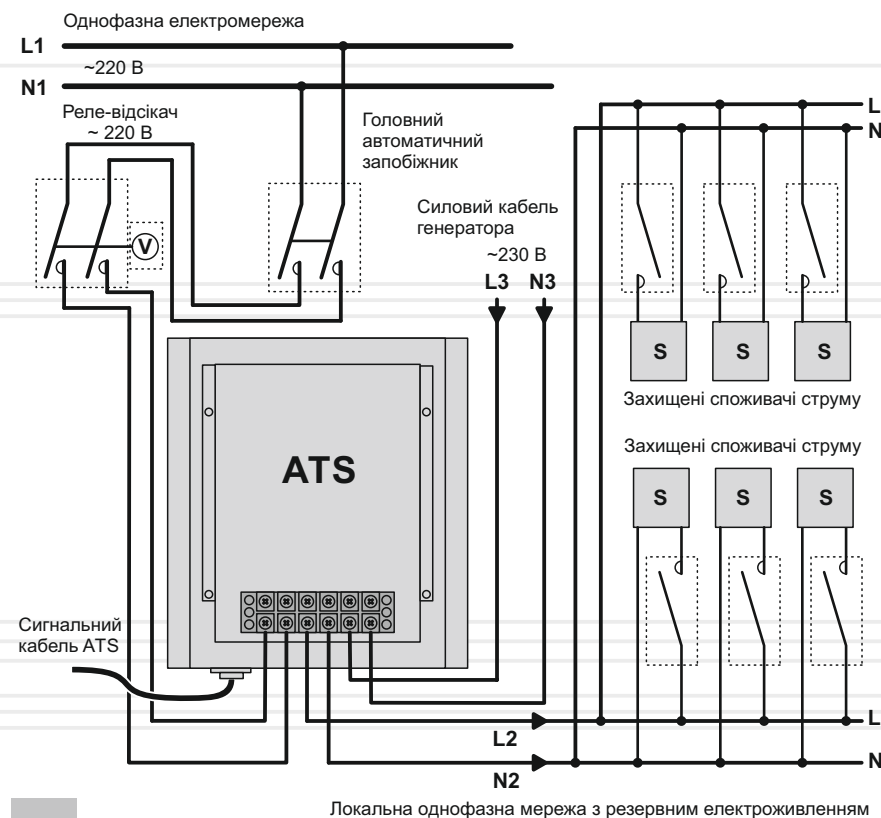 Однофазна електромережа
L1
~220 В
N1
Реле-відсікач
~ 220 В
Головний
автоматичний
запобіжник
L
N
Силовий кабель
генератора
~230 В
L3 N3
V
S S S
Захищені споживачі струму
Захищені споживачі струму
S S S
ATS
Сигнальний
кабель ATS
L
L2
N
N2
Локальна однофазна мережа з резервним електроживленням